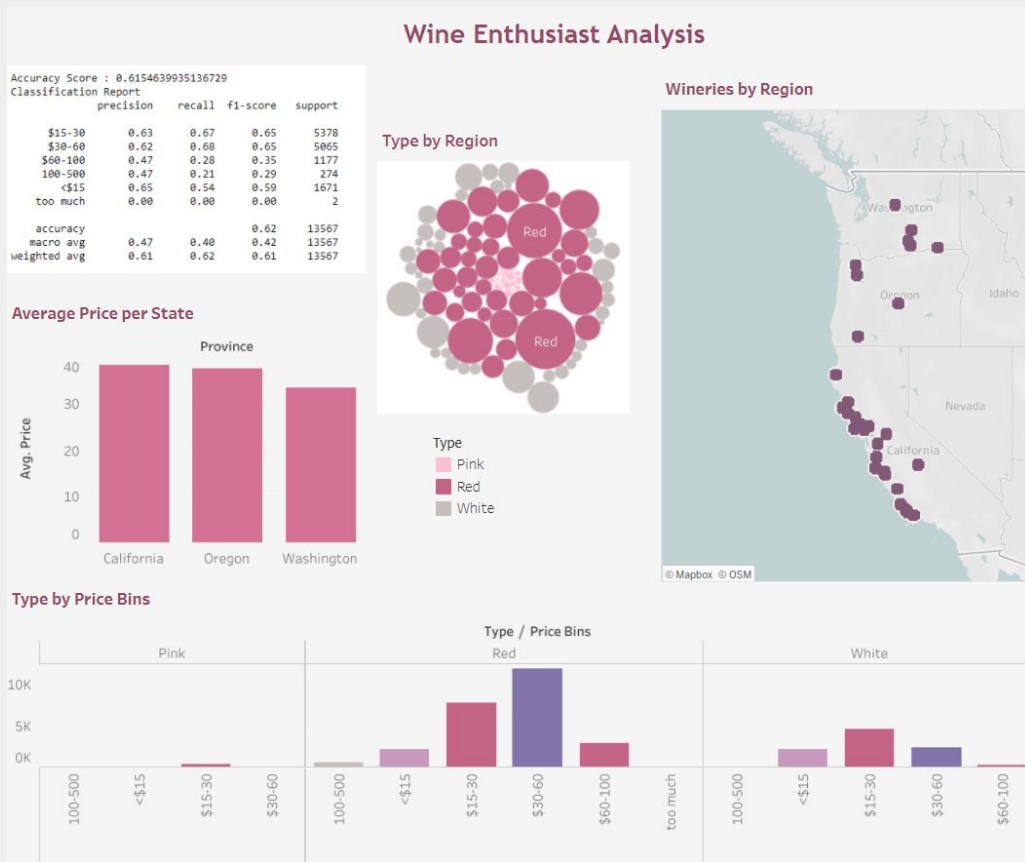 Wine Enthusiast Analysis
Accuracy Score : 0.6154639935136729
Classification Report
precision recall f1-score support
$15-30 0.63 0.67 0.65 5378
$30-60 0.62 0.68 0.65 5065
$60-100 0.47 0.28 0.35 1177
100-500 0.47 0.21 0.29 274
<$15 0.65 0.54 0.59 1671
too much 0.00 0.00 0.00 2
accuracy 0.62 13567
macro avg 0.47 0.40 0.42 13567
weighted avg 0.61 0.62 0.61 13567
Type by Region
Red
Red
Type
Pink
Red
White
Wineries by Region
Washington
Oregon
Idaho
Nevada
California
© Mapbox © OSM
Average Price per State
Province
Avg. Price
40
30
20
10
0
California Oregon Washington
Type by Price Bins
Type / Price Bins
Pink Red White
10K
5K
0K
100-500 <$15 $15-30 $30-60 100-500 <$15 $15-30 $30-60 $60-100 too much 100-500 <$15 $15-30 $30-60 $60-100